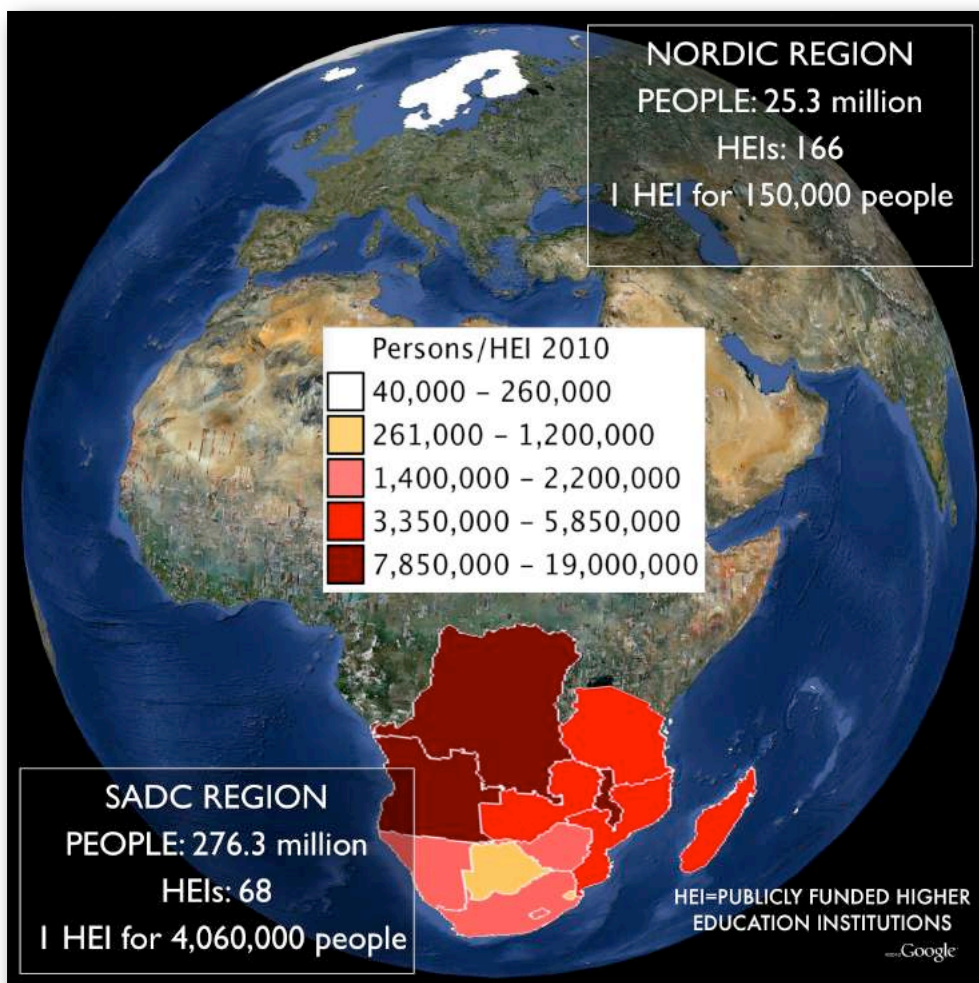 NORDIC REGION
PEOPLE: 25.3 million
HEIs: 166
1 HEI for 150,000 people
Persons/HEI 2010
40,000 – 260,000
261,000 – 1,200,000
1,400,000 – 2,200,000
3,350,000 – 5,850,000
7,850,000 – 19,000,000
SADC REGION
PEOPLE: 276.3 million
HEIs: 68
1 HEI for 4,060,000 people
HEI=PUBLICLY FUNDED HIGHER
EDUCATION INSTITUTIONS
Google